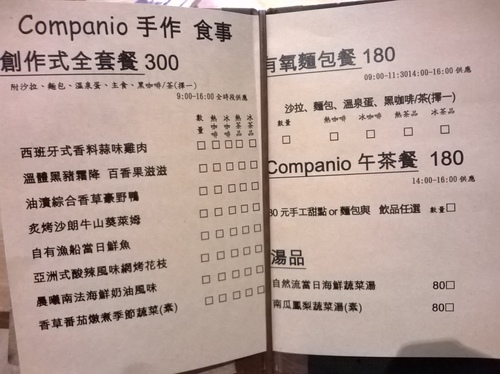 Companio 手作 食事
創作式全套餐 300
附沙拉、麵包、溫泉蛋、主食、黑咖啡/茶(擇一)
9:00-16:00 全時段供應
數量 熱咖啡 冰咖啡 熱茶品 冰茶品
西班牙式香料蒜味雞肉 □ □ □ □ □
溫體黑豬霜降 百香果滋滋 □ □ □ □ □
油漬綜合香草豪野鴨 □ □ □ □ □
炙烤沙朗牛山葵萊姆 □ □ □ □ □
自有漁船當日鮮魚 □ □ □ □ □
亞洲式酸辣風味網烤花枝 □ □ □ □ □
晨曦南法海鮮奶油風味 □ □ □ □ □
香草番茄燉煮季節蔬菜(素) □ □ □ □ □
有氧麵包餐 180
09:00-11:30 14:00-16:00 供應
沙拉、麵包、溫泉蛋、黑咖啡/茶(擇一)
數量 熱咖啡 冰咖啡 熱茶品 冰茶品
□ □ □ □ □
Companio 午茶餐 180
14:00-16:00 供應
80 元手工甜點 or 麵包與 飲品任選 數量□
湯品
自然流當日海鮮蔬菜湯 80□
南瓜鳳梨蔬菜湯(素) 80□